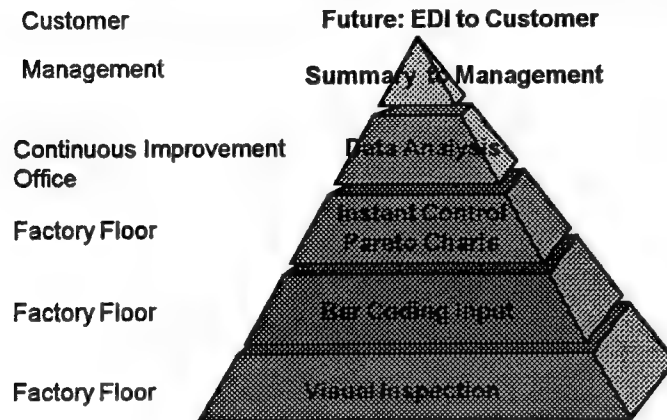 Customer Future: EDI to Customer
Management Summary to Management
Continuous Improvement Data Analysis
Office
Factory Floor Instant Control
Pareto Charts
Factory Floor Bar Coding Input
Factory Floor Visual Inspection